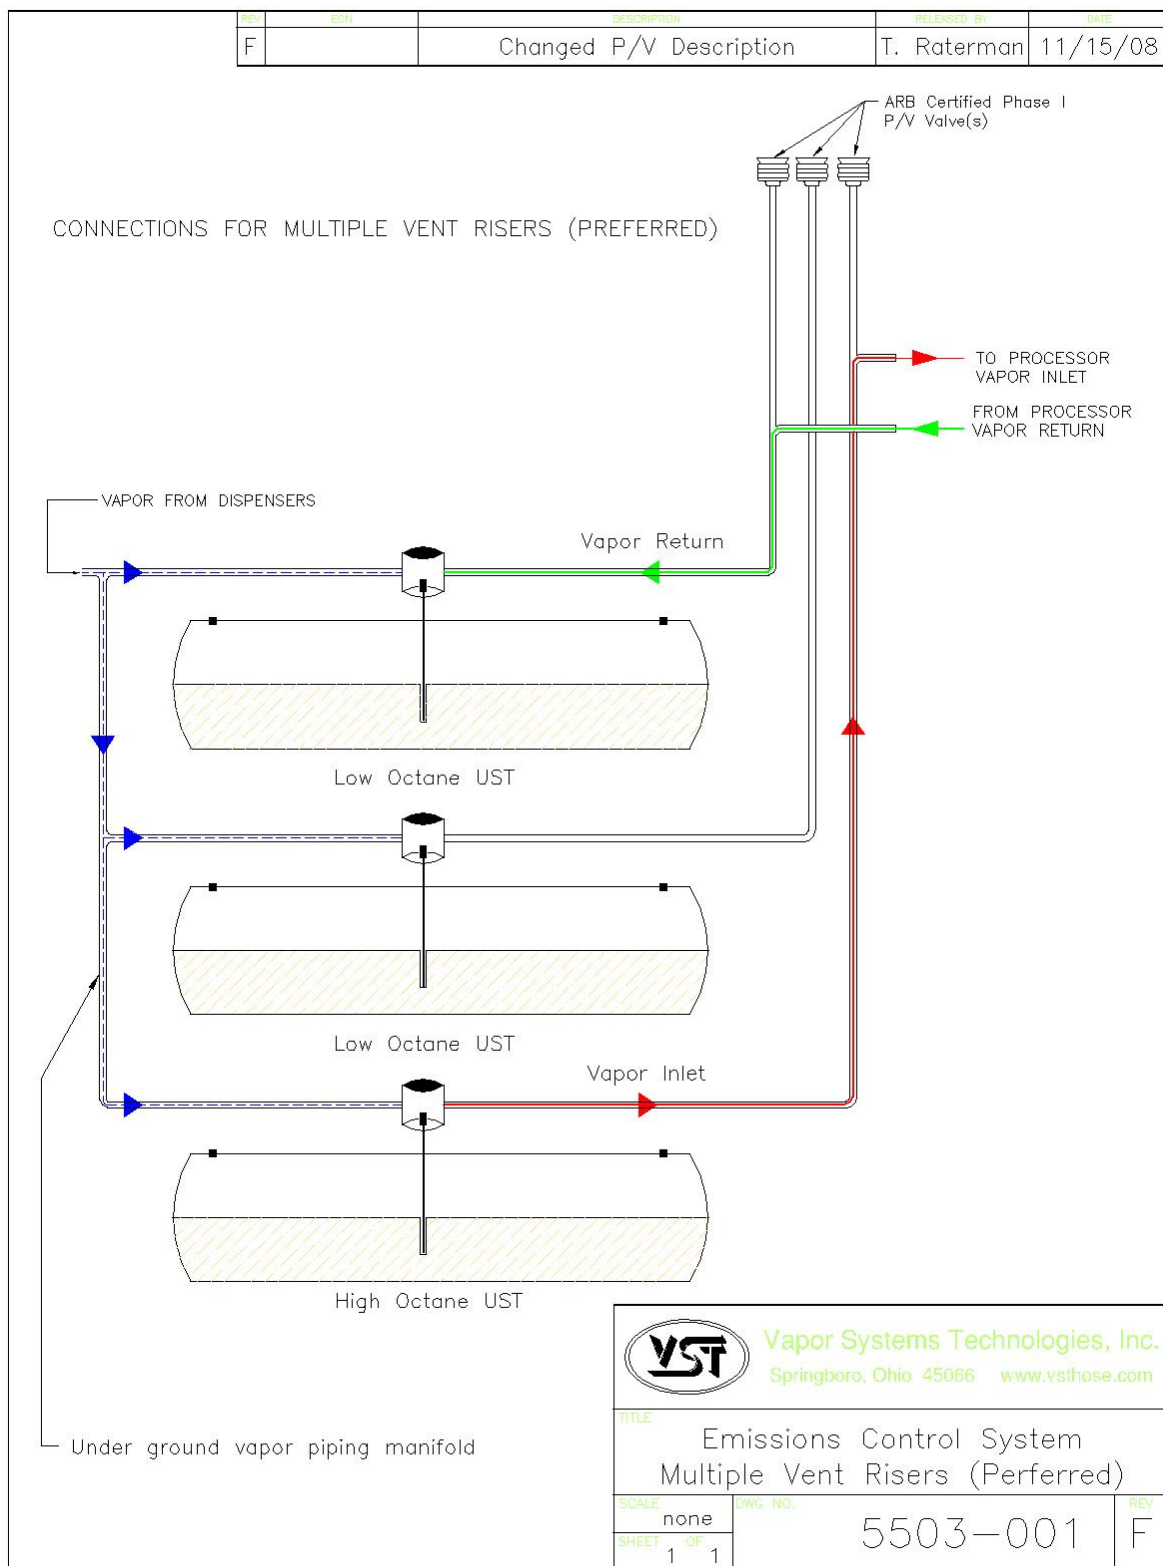 REV ECN DESCRIPTION RELEASED BY DATE
F Changed P/V Description T. Raterman 11/15/08
ARB Certified Phase I
P/V Valve(s)
CONNECTIONS FOR MULTIPLE VENT RISERS (PREFERRED)
TO PROCESSOR
VAPOR INLET
FROM PROCESSOR
VAPOR RETURN
VAPOR FROM DISPENSERS
Vapor Return
Low Octane UST
Low Octane UST
Vapor Inlet
High Octane UST
Under ground vapor piping manifold
VST
Vapor Systems Technologies, Inc.
Springboro, Ohio 45066 www.vsthose.com
TITLE
Emissions Control System
Multiple Vent Risers (Perferred)
SCALE
none
DWG NO.
5503-001
REV
F
SHEET 1 OF 1